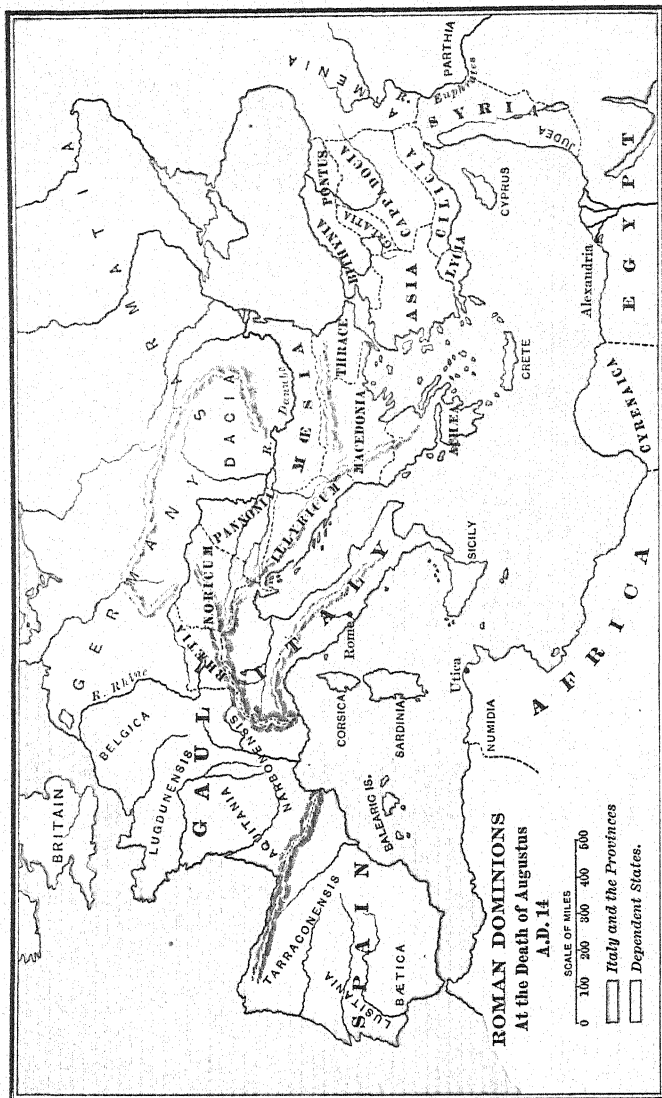 BRITAIN
GERMANY
SARMATIA
R. Rhine
BELGICA
LUGDUNENSIS
GAUL
AQUITANIA
NARBONENSIS
RHÆTIA
NORICUM
PANNONIA
DACIA
R. Danube
MŒSIA
ILLYRICUM
THRACE
MACEDONIA
ACHÆA
ITALY
Rome
CORSICA
SARDINIA
SICILY
BALEARIC IS.
TARRACONENSIS
SPAIN
LUSITANIA
BÆTICA
BITHYNIA
PONTUS
GALATIA
CAPPADOCIA
ASIA
LYCIA
CILICIA
ARMENIA
PARTHIA
R. Euphrates
SYRIA
JUDEA
CYPRUS
CRETE
Alexandria
EGYPT
CYRENAICA
AFRICA
Utica
NUMIDIA
ROMAN DOMINIONS
At the Death of Augustus
A.D. 14
SCALE OF MILES
0 100 200 300 400 500
Italy and the Provinces
Dependent States.